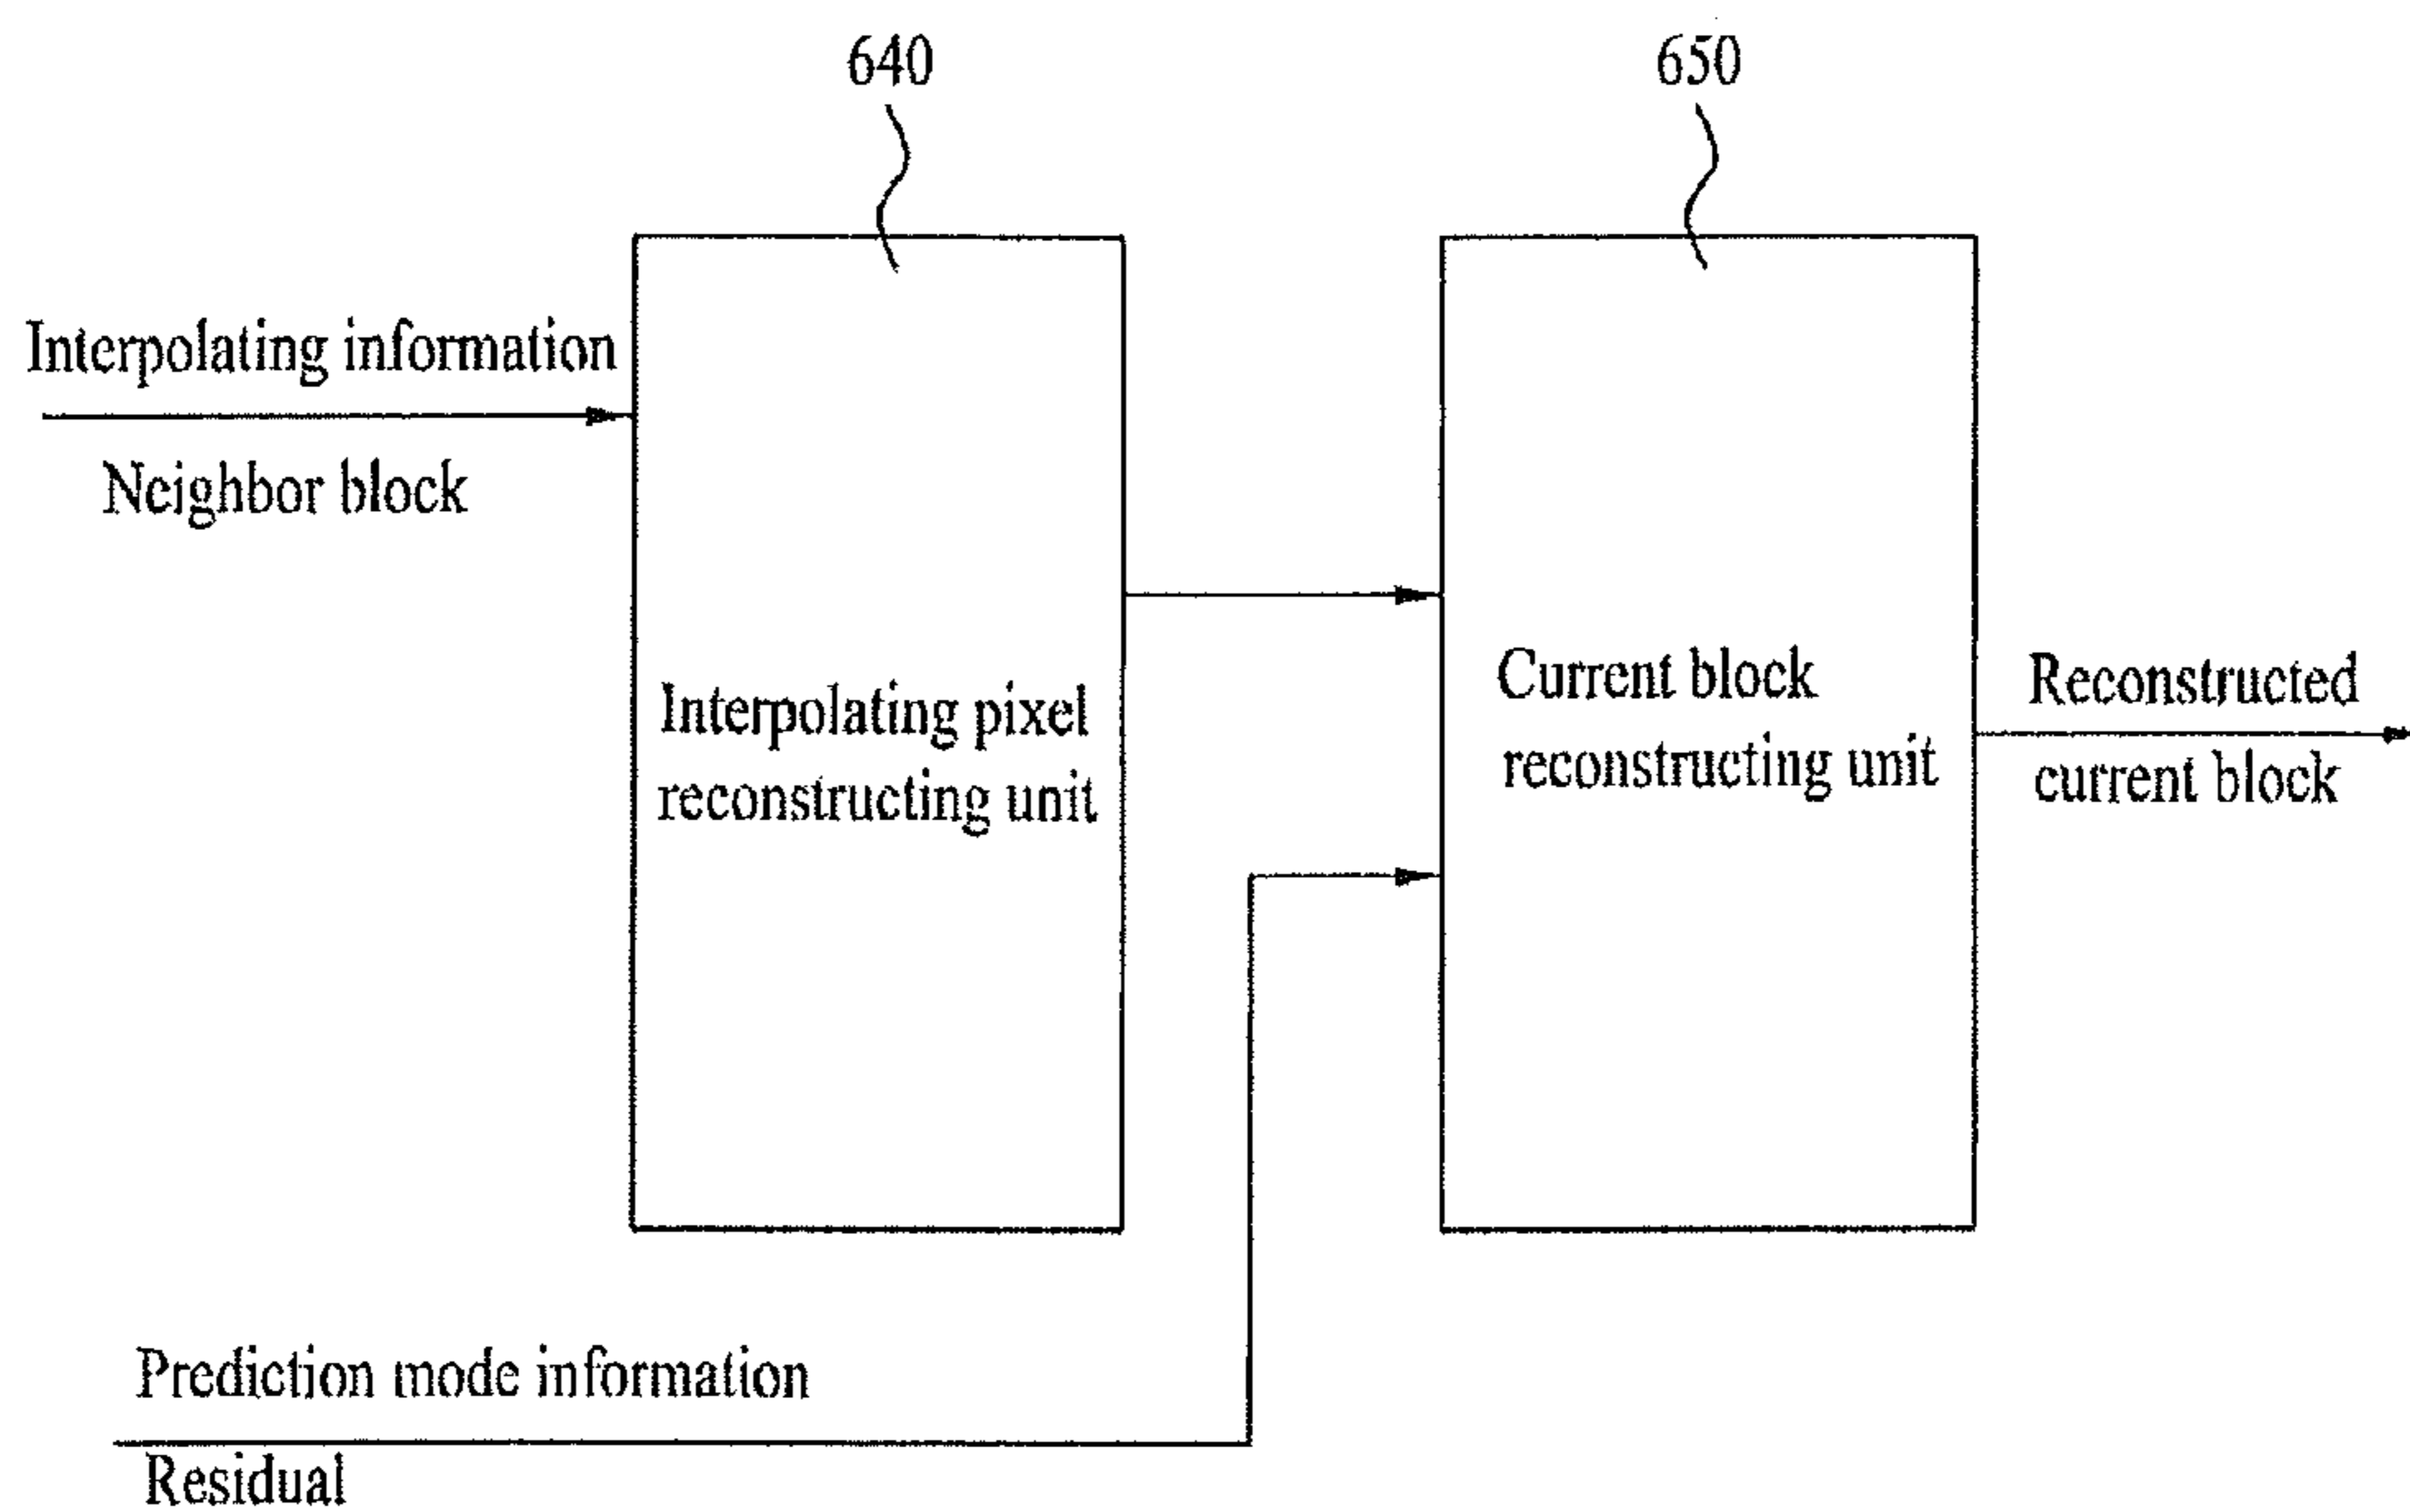 640
650
Interpolating information
Neighbor block
Interpolating pixel
reconstructing unit
Current block
reconstructing unit
Reconstructed
current block
Prediction mode information
Residual